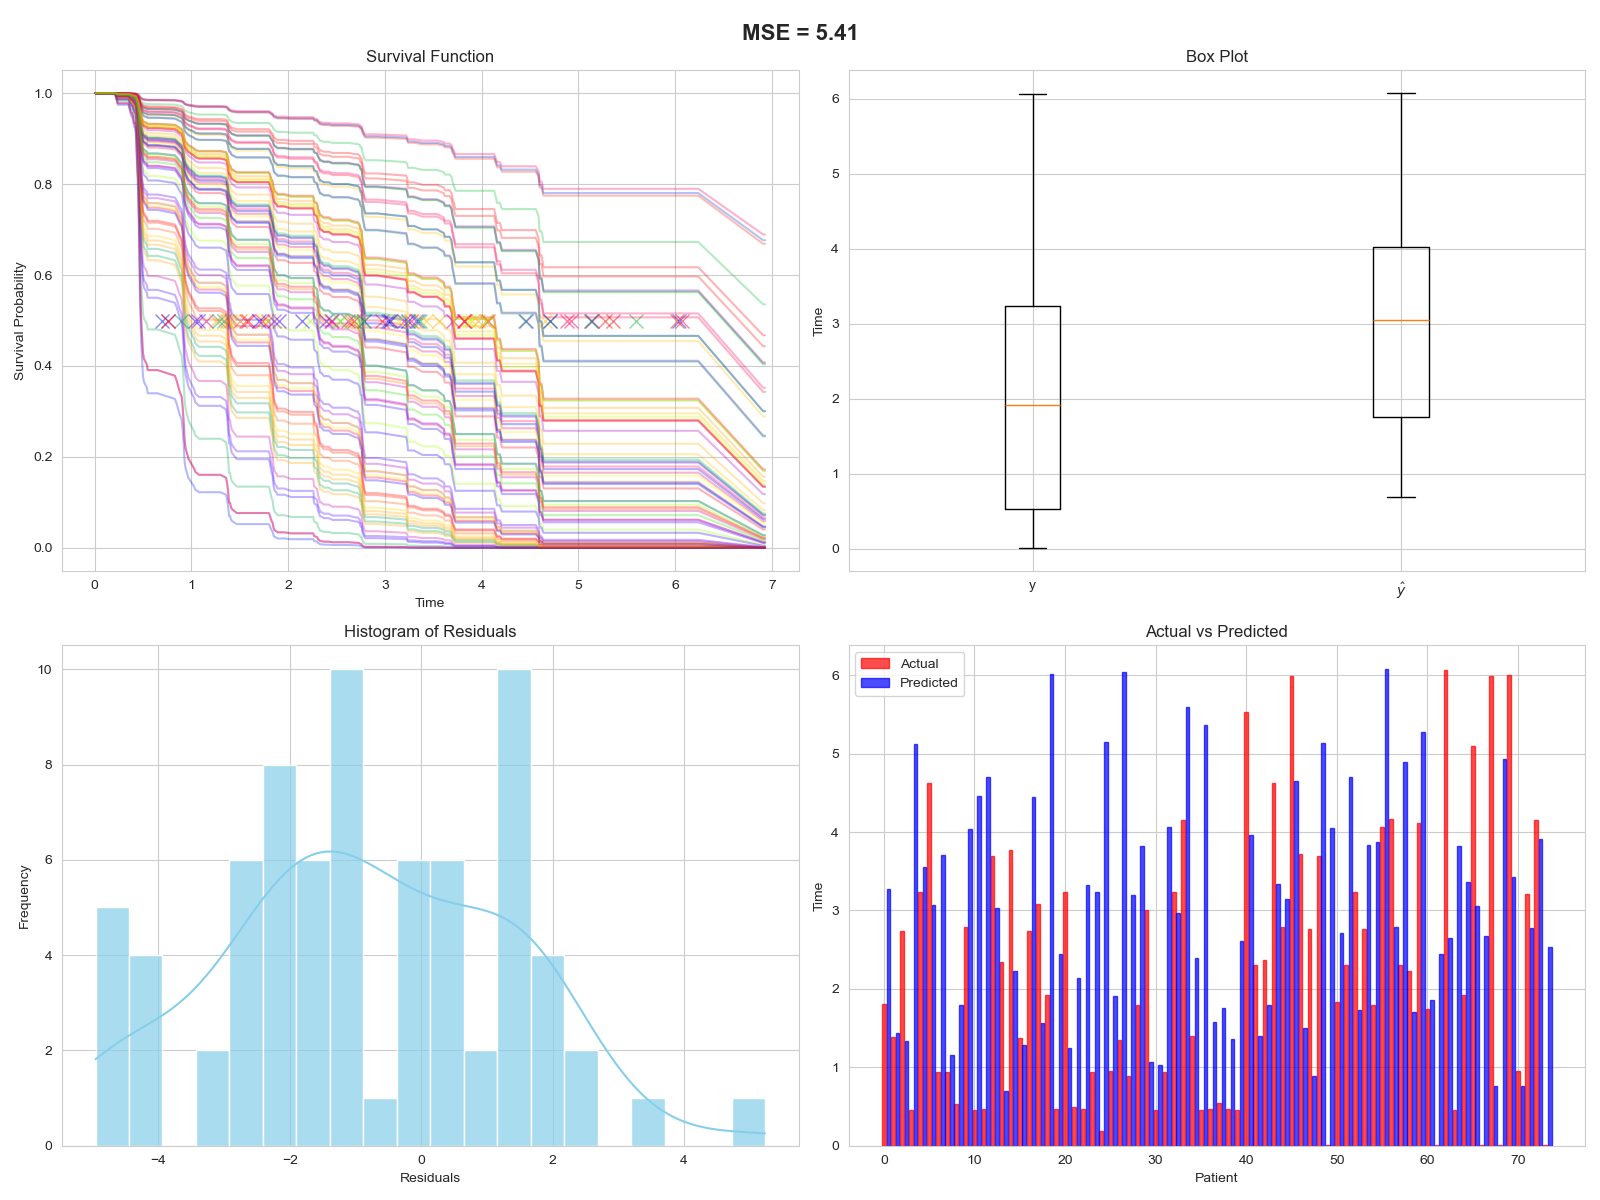 MSE = 5.41
Survival Function
Survival Probability
1.0
0.8
0.6
0.4
0.2
0.0
0 1 2 3 4 5 6 7
Time
Box Plot
Time
6
5
4
3
2
1
0
y ŷ
Histogram of Residuals
Frequency
10
8
6
4
2
0
−4 −2 0 2 4
Residuals
Actual vs Predicted
Actual
Predicted
Time
6
5
4
3
2
1
0
0 10 20 30 40 50 60 70
Patient